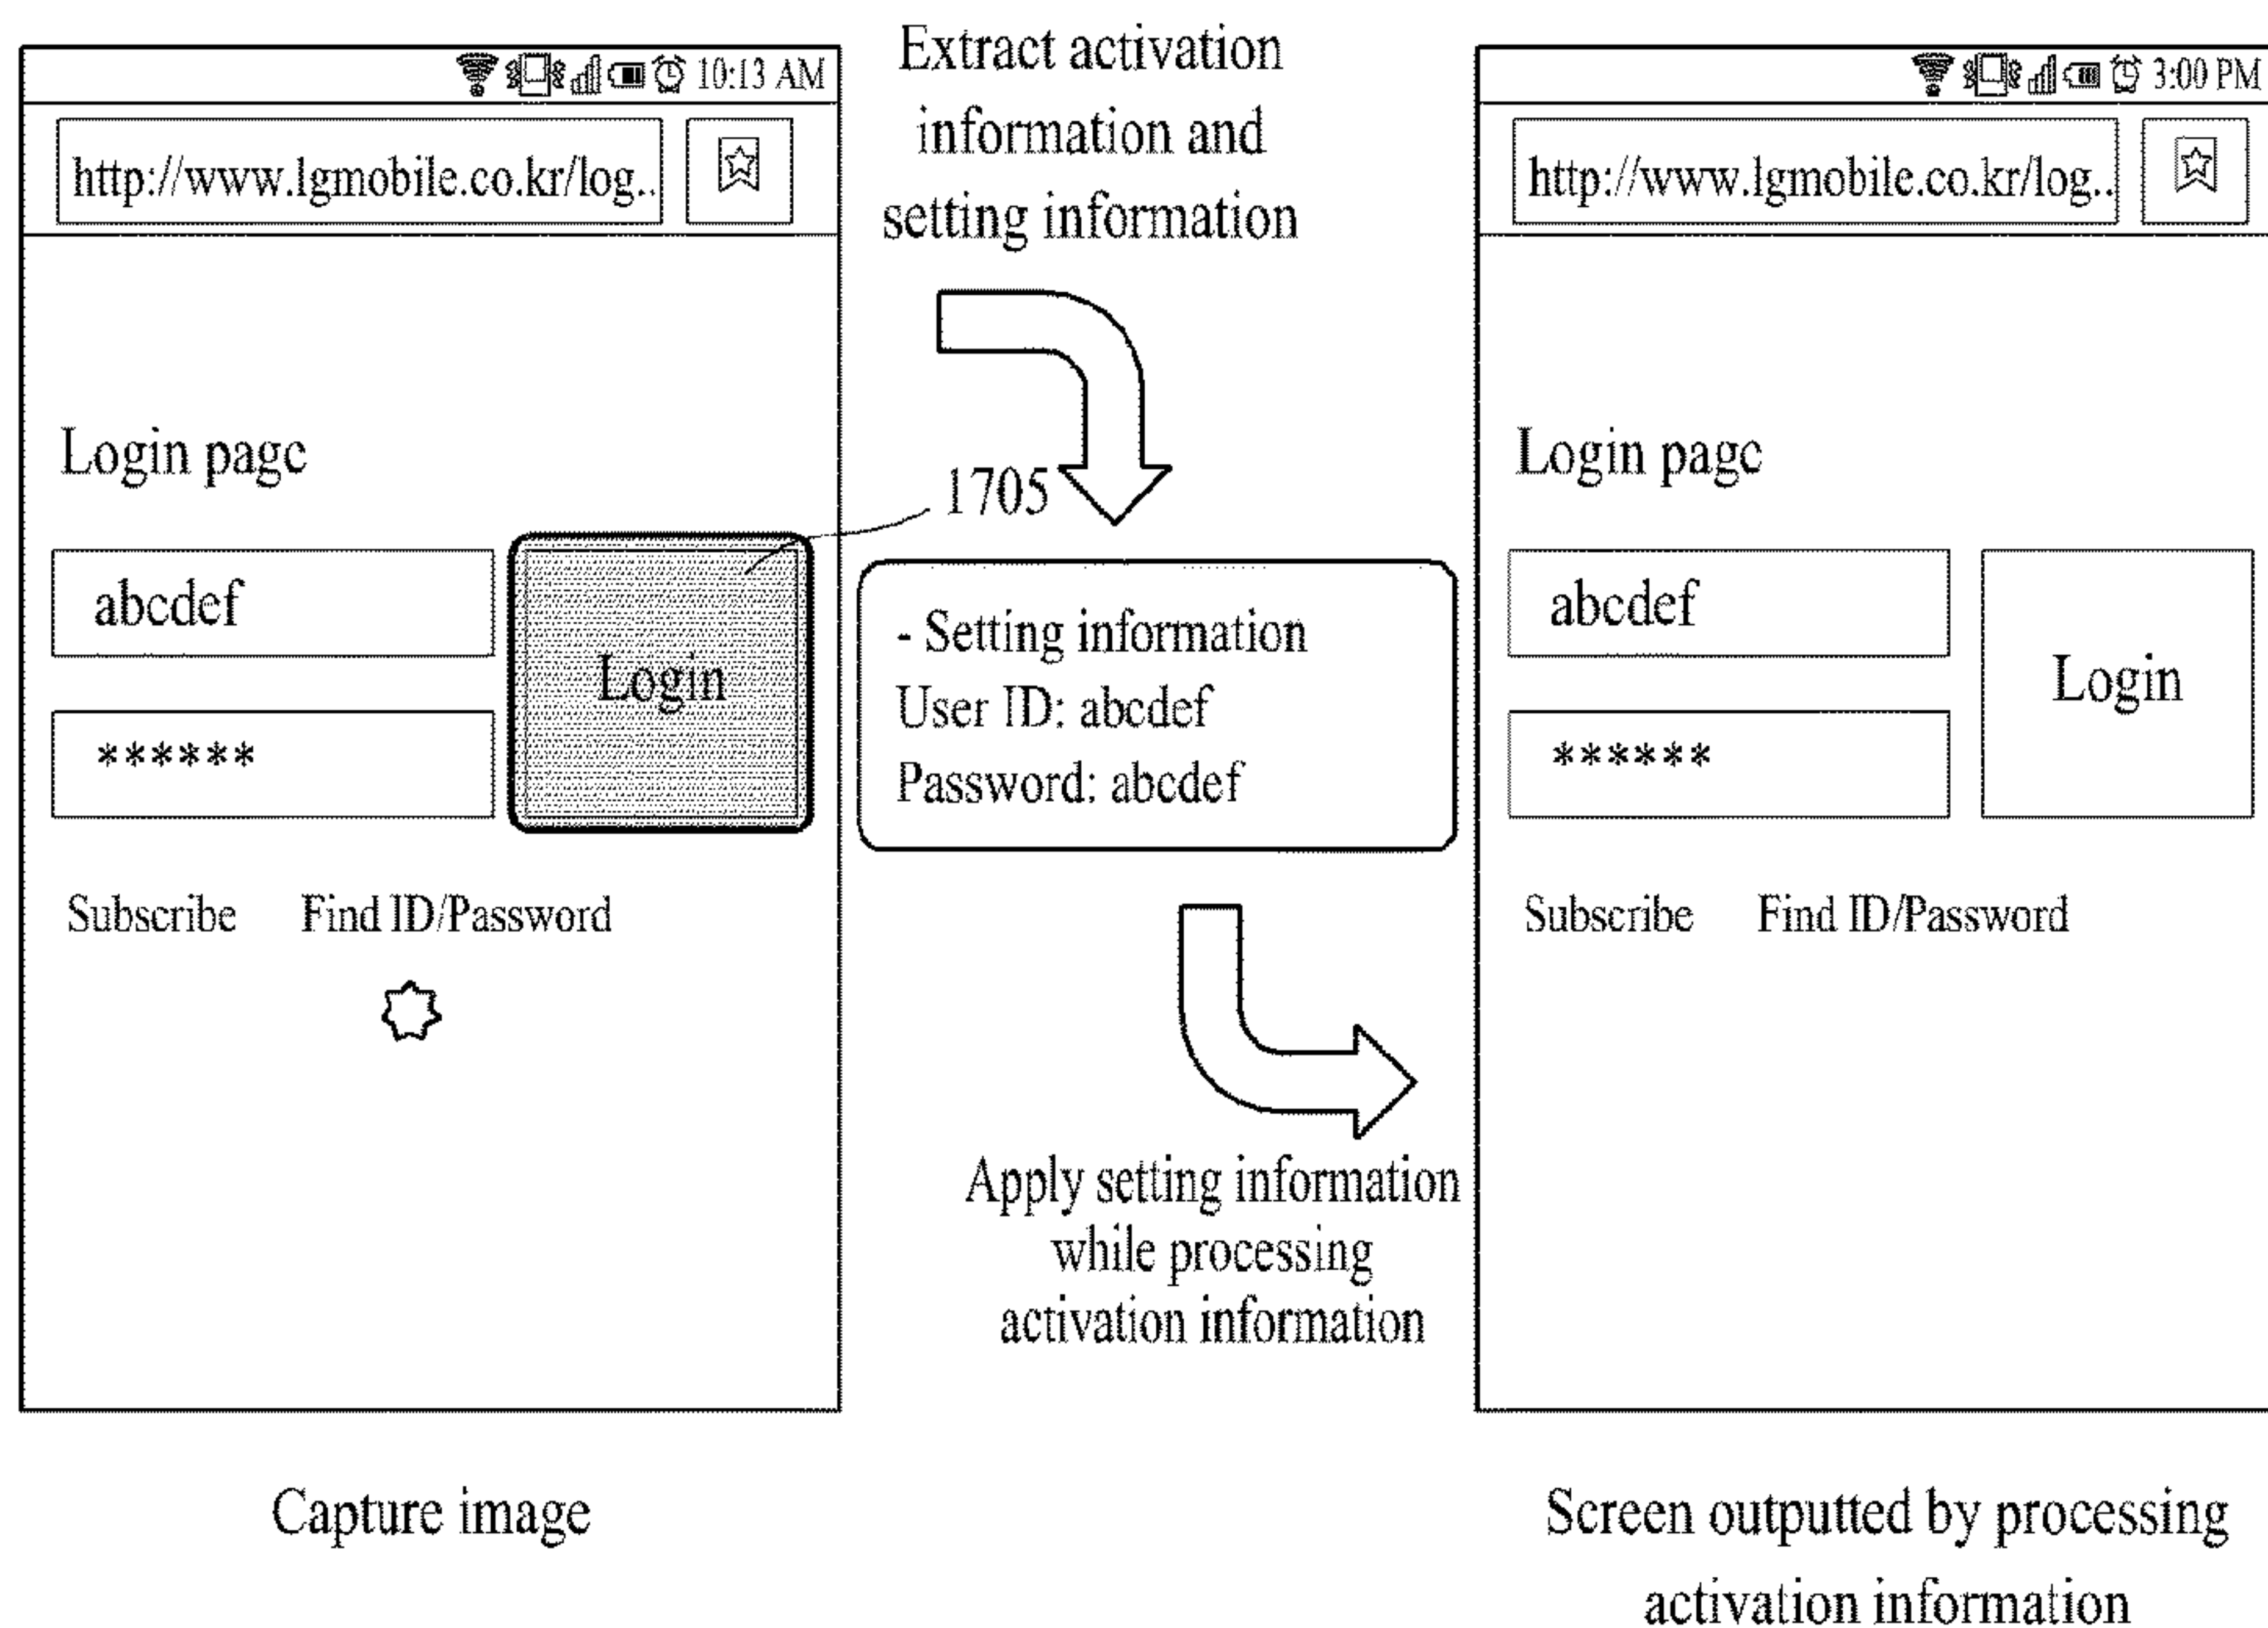 10:13 AM
http://www.lgmobile.co.kr/log..
Login page
abcdef
Login
******
Subscribe Find ID/Password
Capture image
Extract activation
information and
setting information
1705
- Setting information
User ID: abcdef
Password: abcdef
Apply setting information
while processing
activation information
3:00 PM
http://www.lgmobile.co.kr/log..
Login page
abcdef
Login
******
Subscribe Find ID/Password
Screen outputted by processing
activation information